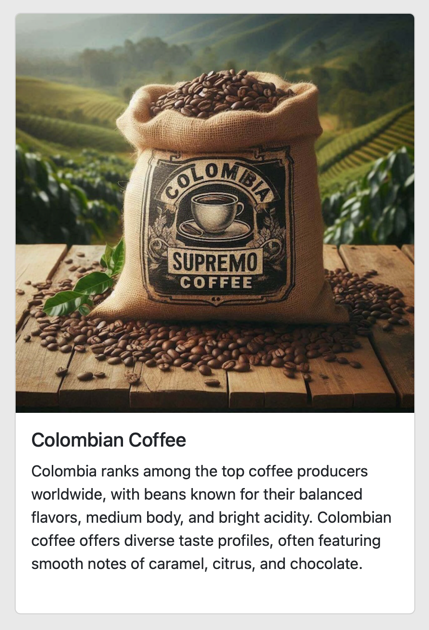 COLOMBIA
SUPREMO
COFFEE
Colombian Coffee
Colombia ranks among the top coffee producers
worldwide, with beans known for their balanced
flavors, medium body, and bright acidity. Colombian
coffee offers diverse taste profiles, often featuring
smooth notes of caramel, citrus, and chocolate.